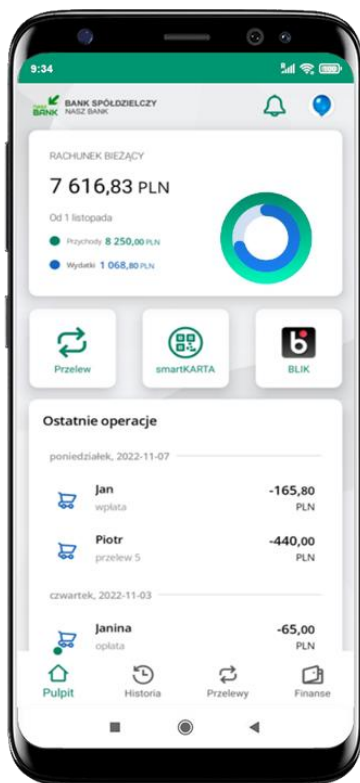 9:34
NASZ BANK
BANK SPÓŁDZIELCZY
NASZ BANK
RACHUNEK BIEŻĄCY
7 616,83 PLN
Od 1 listopada
Przychody 8 250,00 PLN
Wydatki 1 068,80 PLN
Przelew
smartKARTA
BLIK
Ostatnie operacje
poniedziałek, 2022-11-07
Jan -165,80
wpłata PLN
Piotr -440,00
przelew 5 PLN
czwartek, 2022-11-03
Janina -65,00
opłata PLN
Pulpit Historia Przelewy Finanse